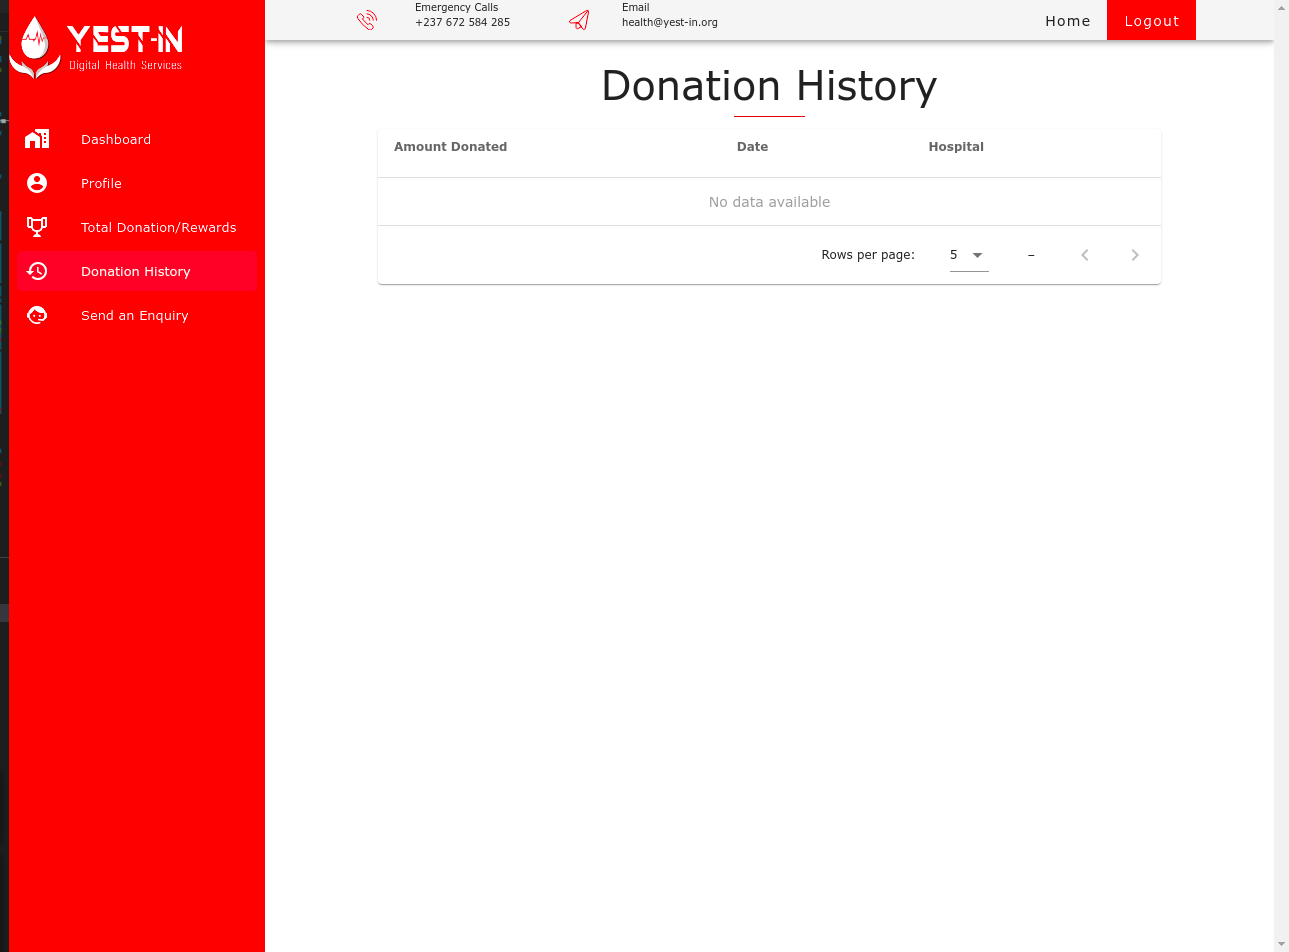 YEST-IN
Digital Health Services
Dashboard
Profile
Total Donation/Rewards
Donation History
Send an Enquiry
Emergency Calls
+237 672 584 285
Email
health@yest-in.org
Home
Logout
Donation History
Amount Donated Date Hospital
No data available
Rows per page: 5 –